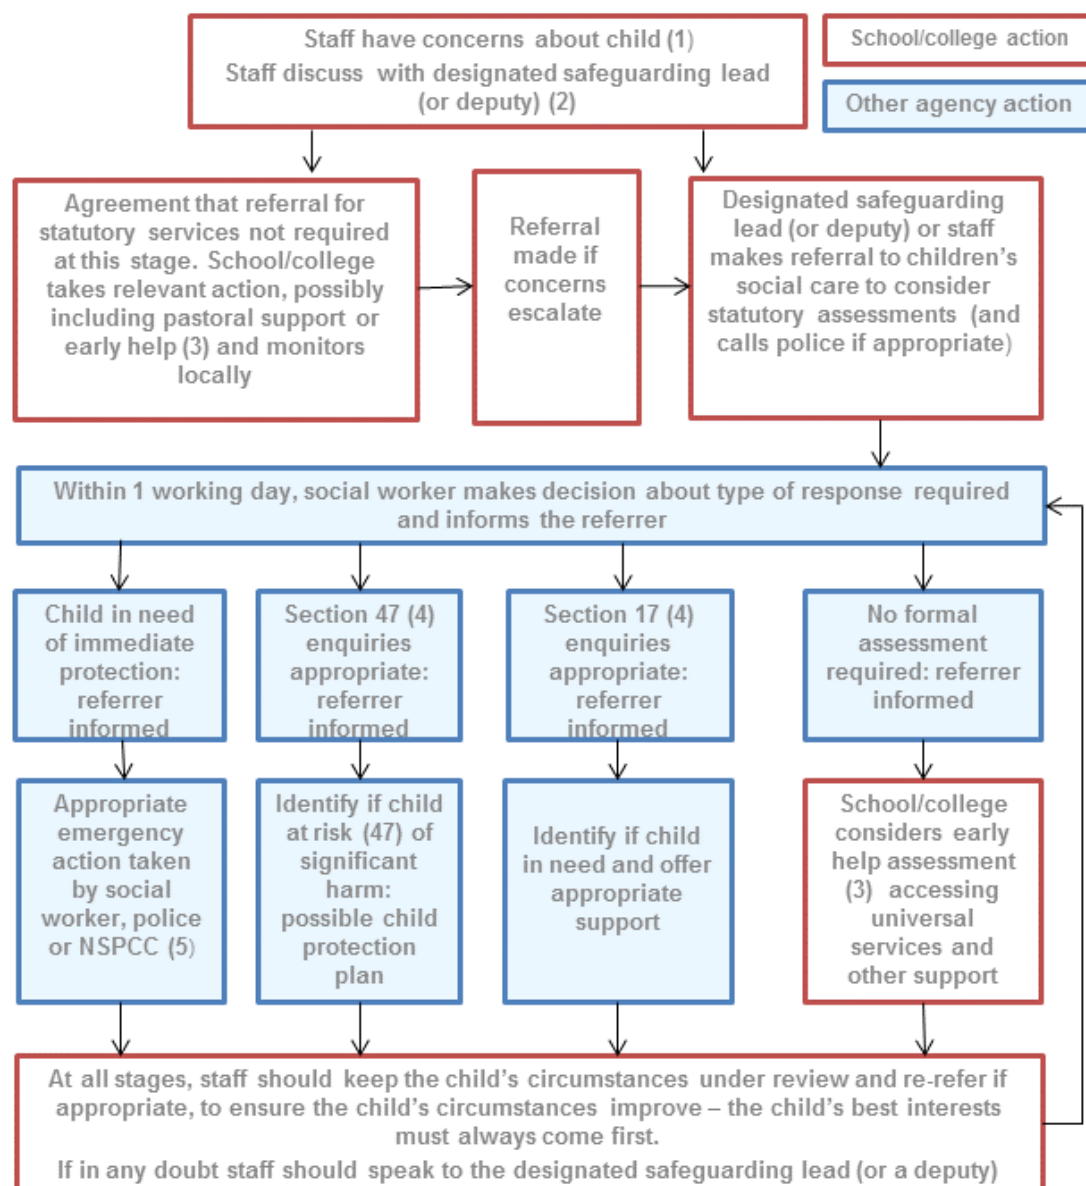 Staff have concerns about child (1)
Staff discuss with designated safeguarding lead
(or deputy) (2)
School/college action
Other agency action
Agreement that referral for
statutory services not required
at this stage. School/college
takes relevant action, possibly
including pastoral support or
early help (3) and monitors
locally
Referral
made if
concerns
escalate
Designated safeguarding
lead (or deputy) or staff
makes referral to children's
social care to consider
statutory assessments (and
calls police if appropriate)
Within 1 working day, social worker makes decision about type of response required
and informs the referrer
Child in need
of immediate
protection:
referrer
informed
Section 47 (4)
enquiries
appropriate:
referrer
informed
Section 17 (4)
enquiries
appropriate:
referrer
informed
No formal
assessment
required: referrer
informed
Appropriate
emergency
action taken
by social
worker, police
or NSPCC (5)
Identify if child
at risk (47) of
significant
harm:
possible child
protection
plan
Identify if child
in need and offer
appropriate
support
School/college
considers early
help assessment
(3) accessing
universal
services and
other support
At all stages, staff should keep the child's circumstances under review and re-refer if
appropriate, to ensure the child's circumstances improve – the child's best interests
must always come first.
If in any doubt staff should speak to the designated safeguarding lead (or a deputy)